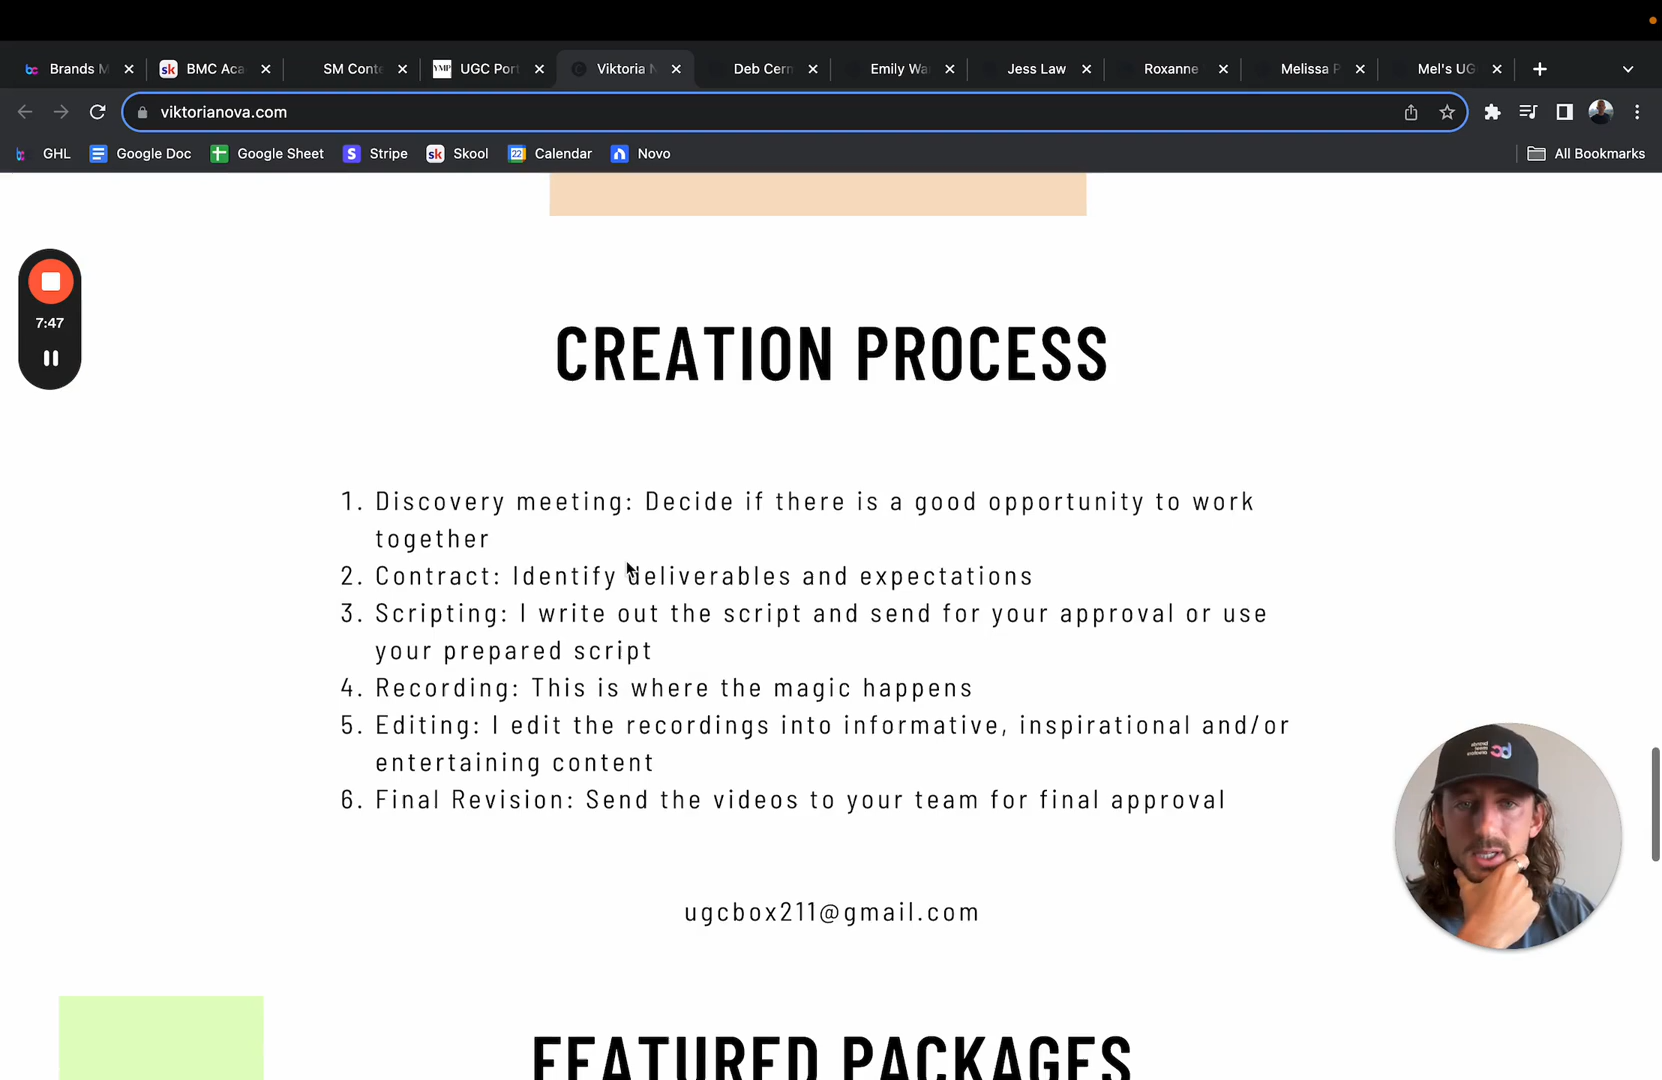 Brands M
BMC Aca
SM Conte
UGC Port
Viktoria N
Deb Cern
Emily Wa
Jess Law
Roxanne
Melissa P
Mel's UG
viktorianova.com
GHL
Google Doc
Google Sheet
Stripe
Skool
Calendar
Novo
All Bookmarks
7:47
CREATION PROCESS
1. Discovery meeting: Decide if there is a good opportunity to work
together
2. Contract: Identify deliverables and expectations
3. Scripting: I write out the script and send for your approval or use
your prepared script
4. Recording: This is where the magic happens
5. Editing: I edit the recordings into informative, inspirational and/or
entertaining content
6. Final Revision: Send the videos to your team for final approval
ugcbox211@gmail.com
FEATURED PACKAGES